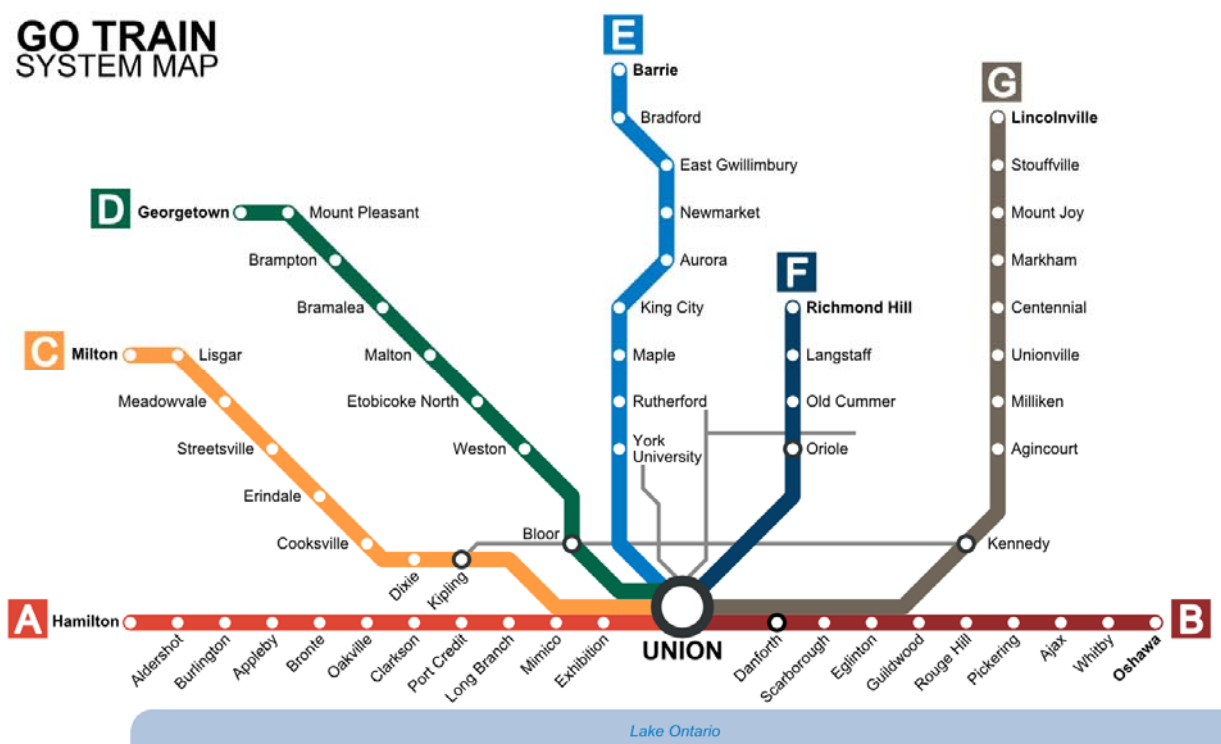 GO TRAIN
SYSTEM MAP
E
Barrie
Bradford
East Gwillimbury
Newmarket
Aurora
King City
Maple
Rutherford
York
University
G
Lincolnville
Stouffville
Mount Joy
Markham
Centennial
Unionville
Milliken
Agincourt
Kennedy
F
Richmond Hill
Langstaff
Old Cummer
Oriole
D
Georgetown
Mount Pleasant
Brampton
Bramalea
Malton
Etobicoke North
Weston
Bloor
C
Milton
Lisgar
Meadowvale
Streetsville
Erindale
Cooksville
Dixie
Kipling
A
Hamilton
Aldershot
Burlington
Appleby
Bronte
Oakville
Clarkson
Port Credit
Long Branch
Mimico
Exhibition
UNION
Danforth
Scarborough
Eglinton
Guildwood
Rouge Hill
Pickering
Ajax
Whitby
Oshawa
B
Lake Ontario